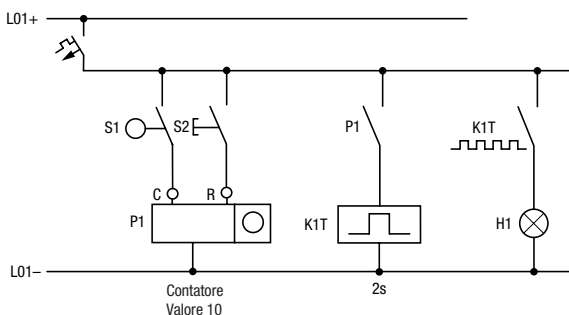 L01+
S1
S2
P1
K1T
C
R
P1
K1T
H1
L01–
Contatore
Valore 10
2s